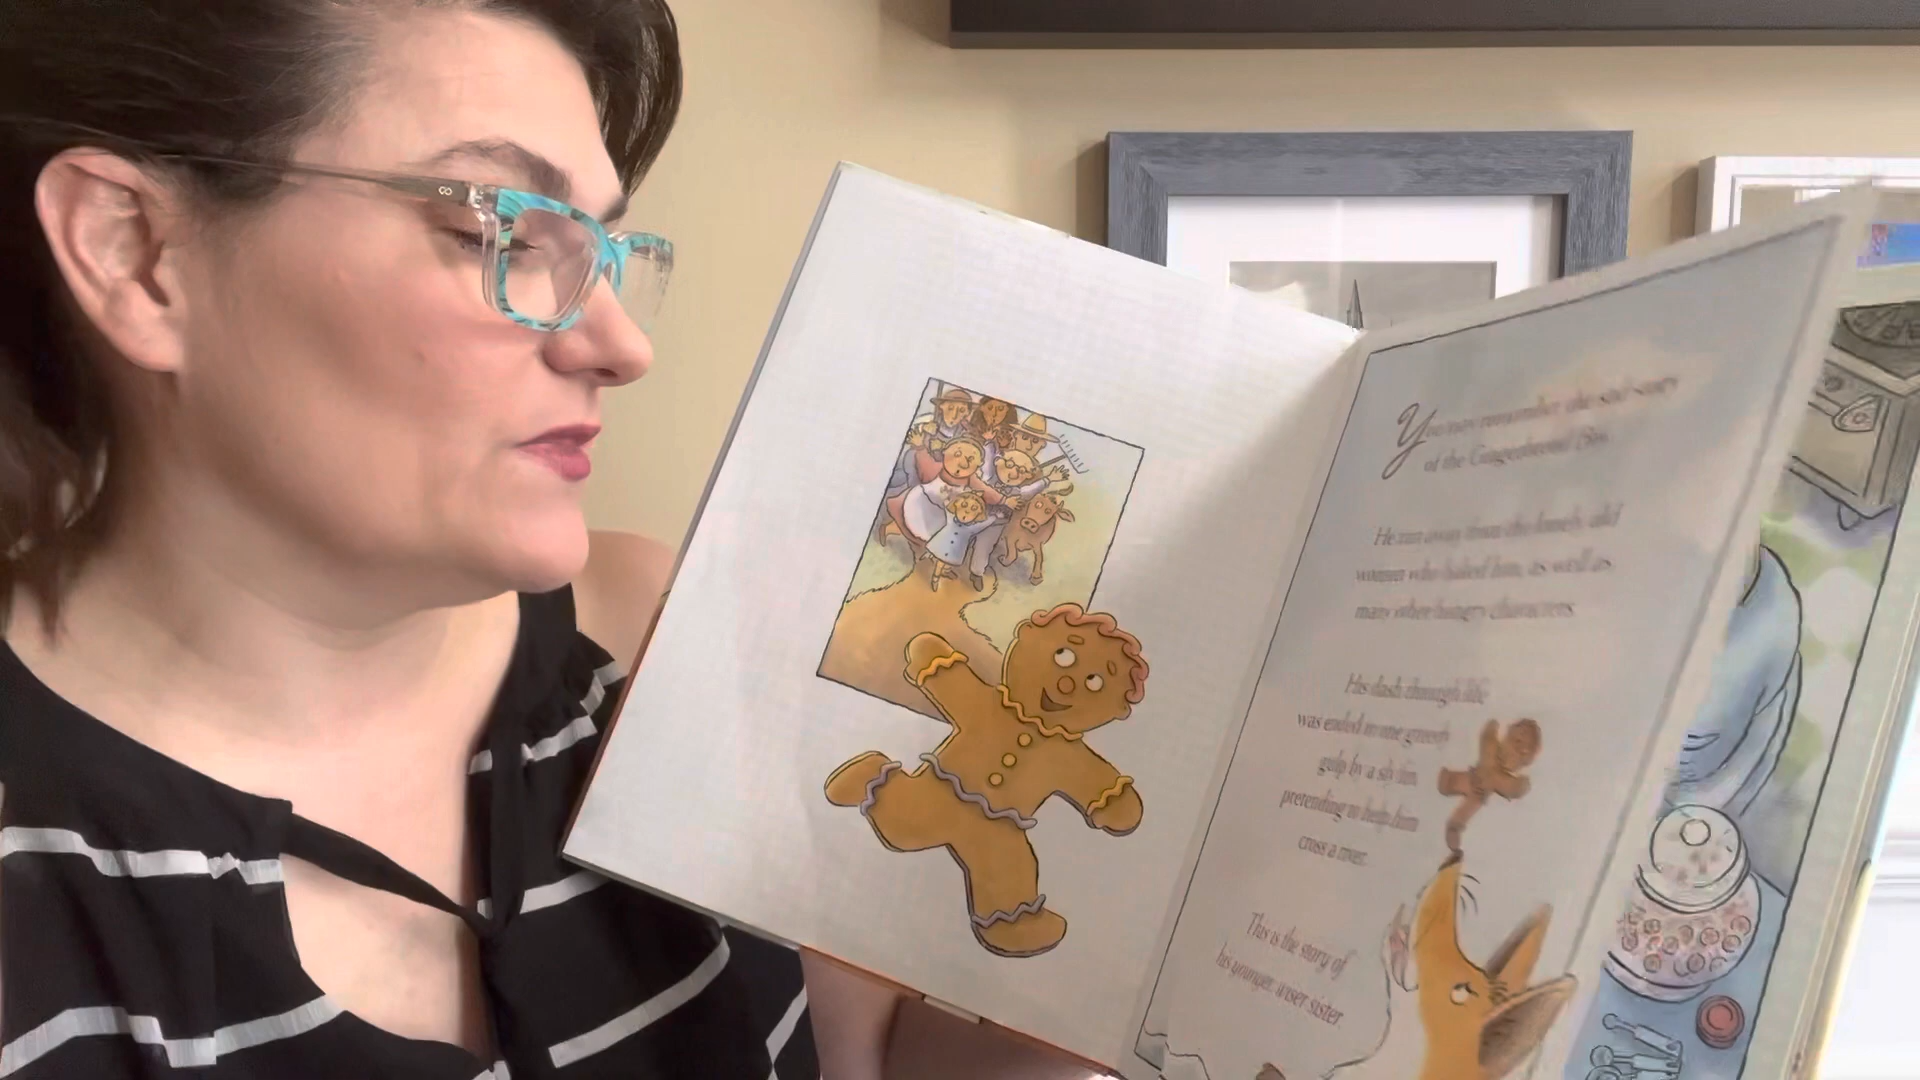 You may remember the sad story
of the Gingerbread Boy.
He ran away from the lonely old
woman who baked him, as well as
many other hungry characters.
His dash through life
was ended in one greedy
gulp by a sly fox
pretending to help him
cross a river.
This is the story of
his younger, wiser sister.